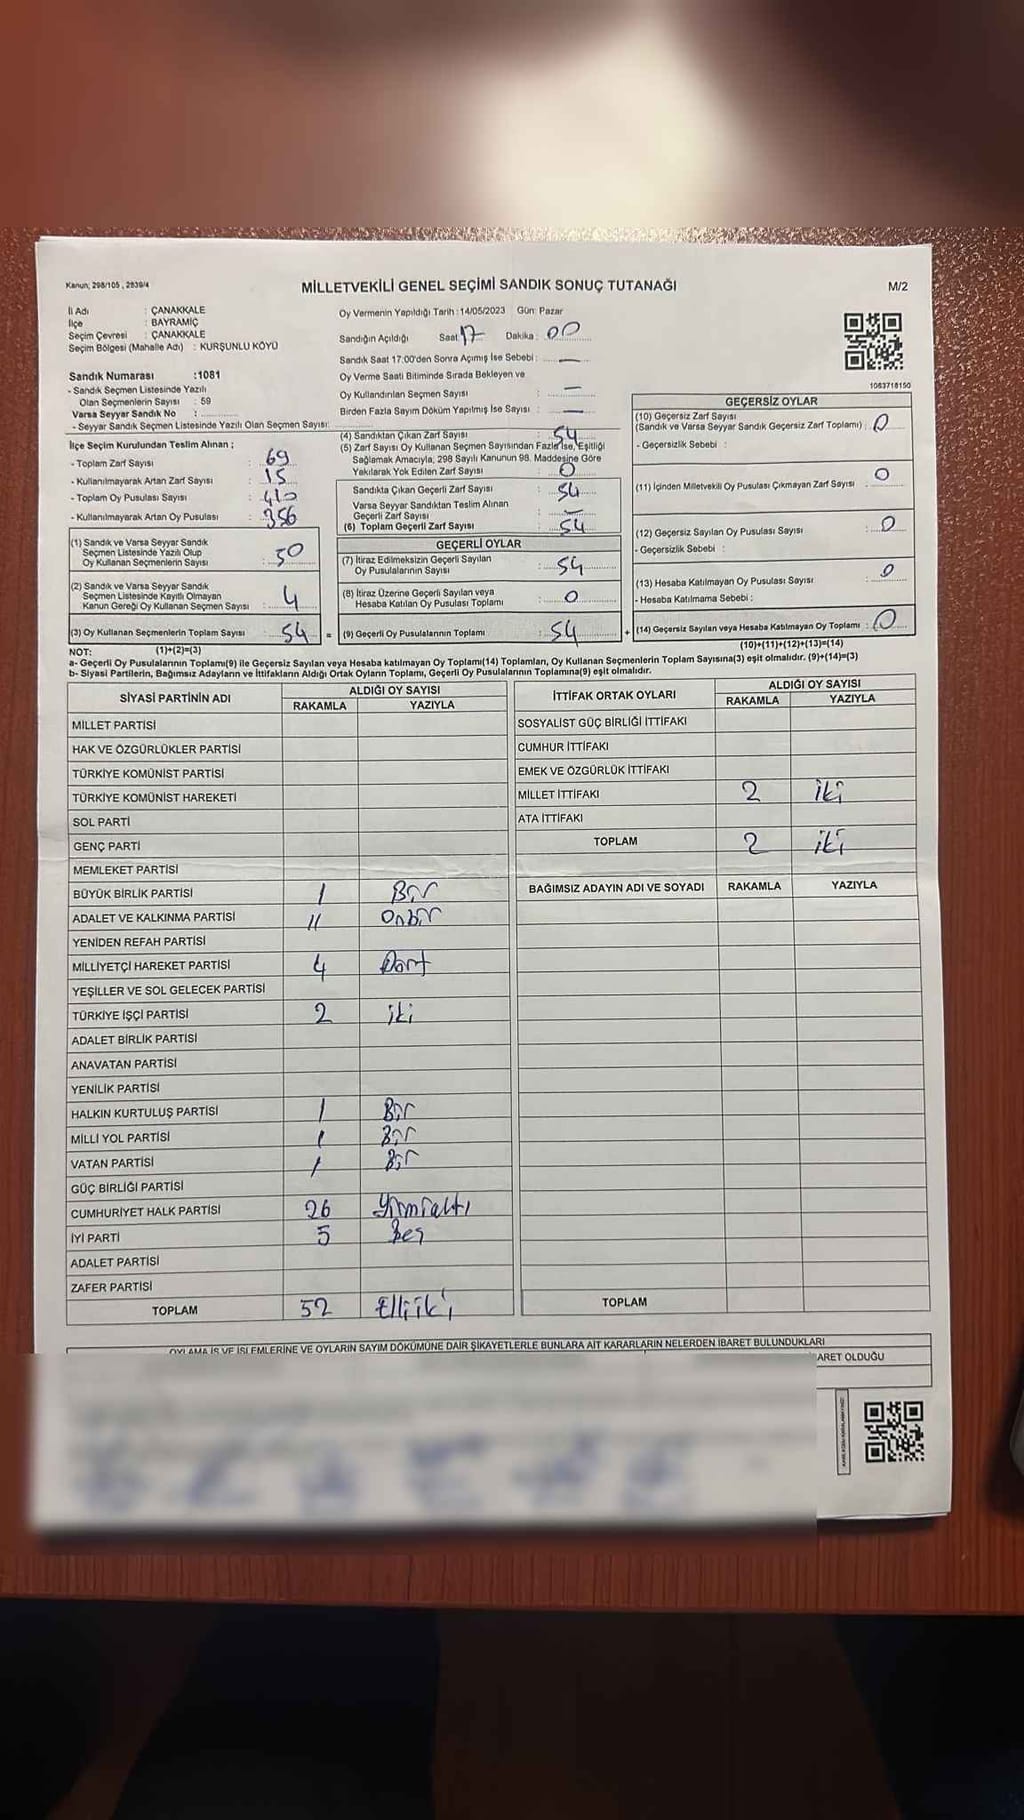 Kanun; 298/105 , 2839/4
MİLLETVEKİLİ GENEL SEÇİMİ SANDIK SONUÇ TUTANAĞI
M/2
İl Adı : ÇANAKKALE
İlçe : BAYRAMİÇ
Seçim Çevresi : ÇANAKKALE
Seçim Bölgesi (Mahalle Adı) : KURŞUNLU KÖYÜ
Sandık Numarası :1081
- Sandık Seçmen Listesinde Yazılı
Olan Seçmenlerin Sayısı : 59
Varsa Seyyar Sandık No :
- Seyyar Sandık Seçmen Listesinde Yazılı Olan Seçmen Sayısı:
Oy Vermenin Yapıldığı Tarih :14/05/2023 Gün: Pazar
Sandığın Açıldığı Saat 17 Dakika : 00
Sandık Saat 17:00'den Sonra Açımış İse Sebebi : —
Oy Verme Saati Bitiminde Sırada Bekleyen ve
Oy Kullandırılan Seçmen Sayısı : —
Birden Fazla Sayım Döküm Yapılmış İse Sayısı : —
1083718150
İlçe Seçim Kurulundan Teslim Alınan ;
- Toplam Zarf Sayısı : 69
- Kullanılmayarak Artan Zarf Sayısı : 15
- Toplam Oy Pusulası Sayısı : 410
- Kullanılmayarak Artan Oy Pusulası : 356
(1) Sandık ve Varsa Seyyar Sandık
Seçmen Listesinde Yazılı Olup
Oy Kullanan Seçmenlerin Sayısı : 50
(2) Sandık ve Varsa Seyyar Sandık
Seçmen Listesinde Kayıtlı Olmayan
Kanun Gereği Oy Kullanan Seçmen Sayısı : 4
(3) Oy Kullanan Seçmenlerin Toplam Sayısı : 54 =
(4) Sandıktan Çıkan Zarf Sayısı : 54
(5) Zarf Sayısı Oy Kullanan Seçmen Sayısından Fazla İse, Eşitliği
Sağlamak Amacıyla, 298 Sayılı Kanunun 98. Maddesine Göre
Yakılarak Yok Edilen Zarf Sayısı : 0
Sandıkta Çıkan Geçerli Zarf Sayısı : 54
Varsa Seyyar Sandıktan Teslim Alınan
Geçerli Zarf Sayısı : —
(6) Toplam Geçerli Zarf Sayısı : 54
GEÇERLİ OYLAR
(7) İtiraz Edilmeksizin Geçerli Sayılan
Oy Pusulalarının Sayısı : 54
(8) İtiraz Üzerine Geçerli Sayılan veya
Hesaba Katılan Oy Pusulası Toplamı : 0
(9) Geçerli Oy Pusulalarının Toplamı : 54 +
GEÇERSİZ OYLAR
(10) Geçersiz Zarf Sayısı
(Sandık ve Varsa Seyyar Sandık Geçersiz Zarf Toplamı) : 0
- Geçersizlik Sebebi :
(11) İçinden Milletvekili Oy Pusulası Çıkmayan Zarf Sayısı : 0
(12) Geçersiz Sayılan Oy Pusulası Sayısı : 0
- Geçersizlik Sebebi :
(13) Hesaba Katılmayan Oy Pusulası Sayısı : 0
- Hesaba Katılmama Sebebi :
(14) Geçersiz Sayılan veya Hesaba Katılmayan Oy Toplamı : 0
NOT: (1)+(2)=(3) (10)+(11)+(12)+(13)=(14)
a- Geçerli Oy Pusulalarının Toplamı(9) ile Geçersiz Sayılan veya Hesaba katılmayan Oy Toplamı(14) Toplamları, Oy Kullanan Seçmenlerin Toplam Sayısına(3) eşit olmalıdır. (9)+(14)=(3)
b- Siyasi Partilerin, Bağımsız Adayların ve İttifakların Aldığı Ortak Oyların Toplamı, Geçerli Oy Pusulalarının Toplamına(9) eşit olmalıdır.
SİYASİ PARTİNİN ADI ALDIĞI OY SAYISI
RAKAMLA YAZIYLA
MİLLET PARTİSİ
HAK VE ÖZGÜRLÜKLER PARTİSİ
TÜRKİYE KOMÜNİST PARTİSİ
TÜRKİYE KOMÜNİST HAREKETİ
SOL PARTİ
GENÇ PARTİ
MEMLEKET PARTİSİ
BÜYÜK BİRLİK PARTİSİ 1 Bir
ADALET VE KALKINMA PARTİSİ 11 Onbir
YENİDEN REFAH PARTİSİ
MİLLİYETÇİ HAREKET PARTİSİ 4 Dört
YEŞİLLER VE SOL GELECEK PARTİSİ
TÜRKİYE İŞÇİ PARTİSİ 2 iki
ADALET BİRLİK PARTİSİ
ANAVATAN PARTİSİ
YENİLİK PARTİSİ
HALKIN KURTULUŞ PARTİSİ 1 Bir
MİLLİ YOL PARTİSİ 1 Bir
VATAN PARTİSİ 1 Bir
GÜÇ BİRLİĞİ PARTİSİ
CUMHURİYET HALK PARTİSİ 26 Yirmialtı
İYİ PARTİ 5 Beş
ADALET PARTİSİ
ZAFER PARTİSİ
TOPLAM 52 Elliiki
İTTİFAK ORTAK OYLARI ALDIĞI OY SAYISI
RAKAMLA YAZIYLA
SOSYALİST GÜÇ BİRLİĞİ İTTİFAKI
CUMHUR İTTİFAKI
EMEK VE ÖZGÜRLÜK İTTİFAKI
MİLLET İTTİFAKI 2 iki
ATA İTTİFAKI
TOPLAM 2 iki
BAĞIMSIZ ADAYIN ADI VE SOYADI RAKAMLA YAZIYLA
TOPLAM
OYLAMA İŞ VE İŞLEMLERİNE VE OYLARIN SAYIM DÖKÜMÜNE DAİR ŞİKAYETLERLE BUNLARA AİT KARARLARIN NELERDEN İBARET BULUNDUKLARI
ARET OLDUĞU